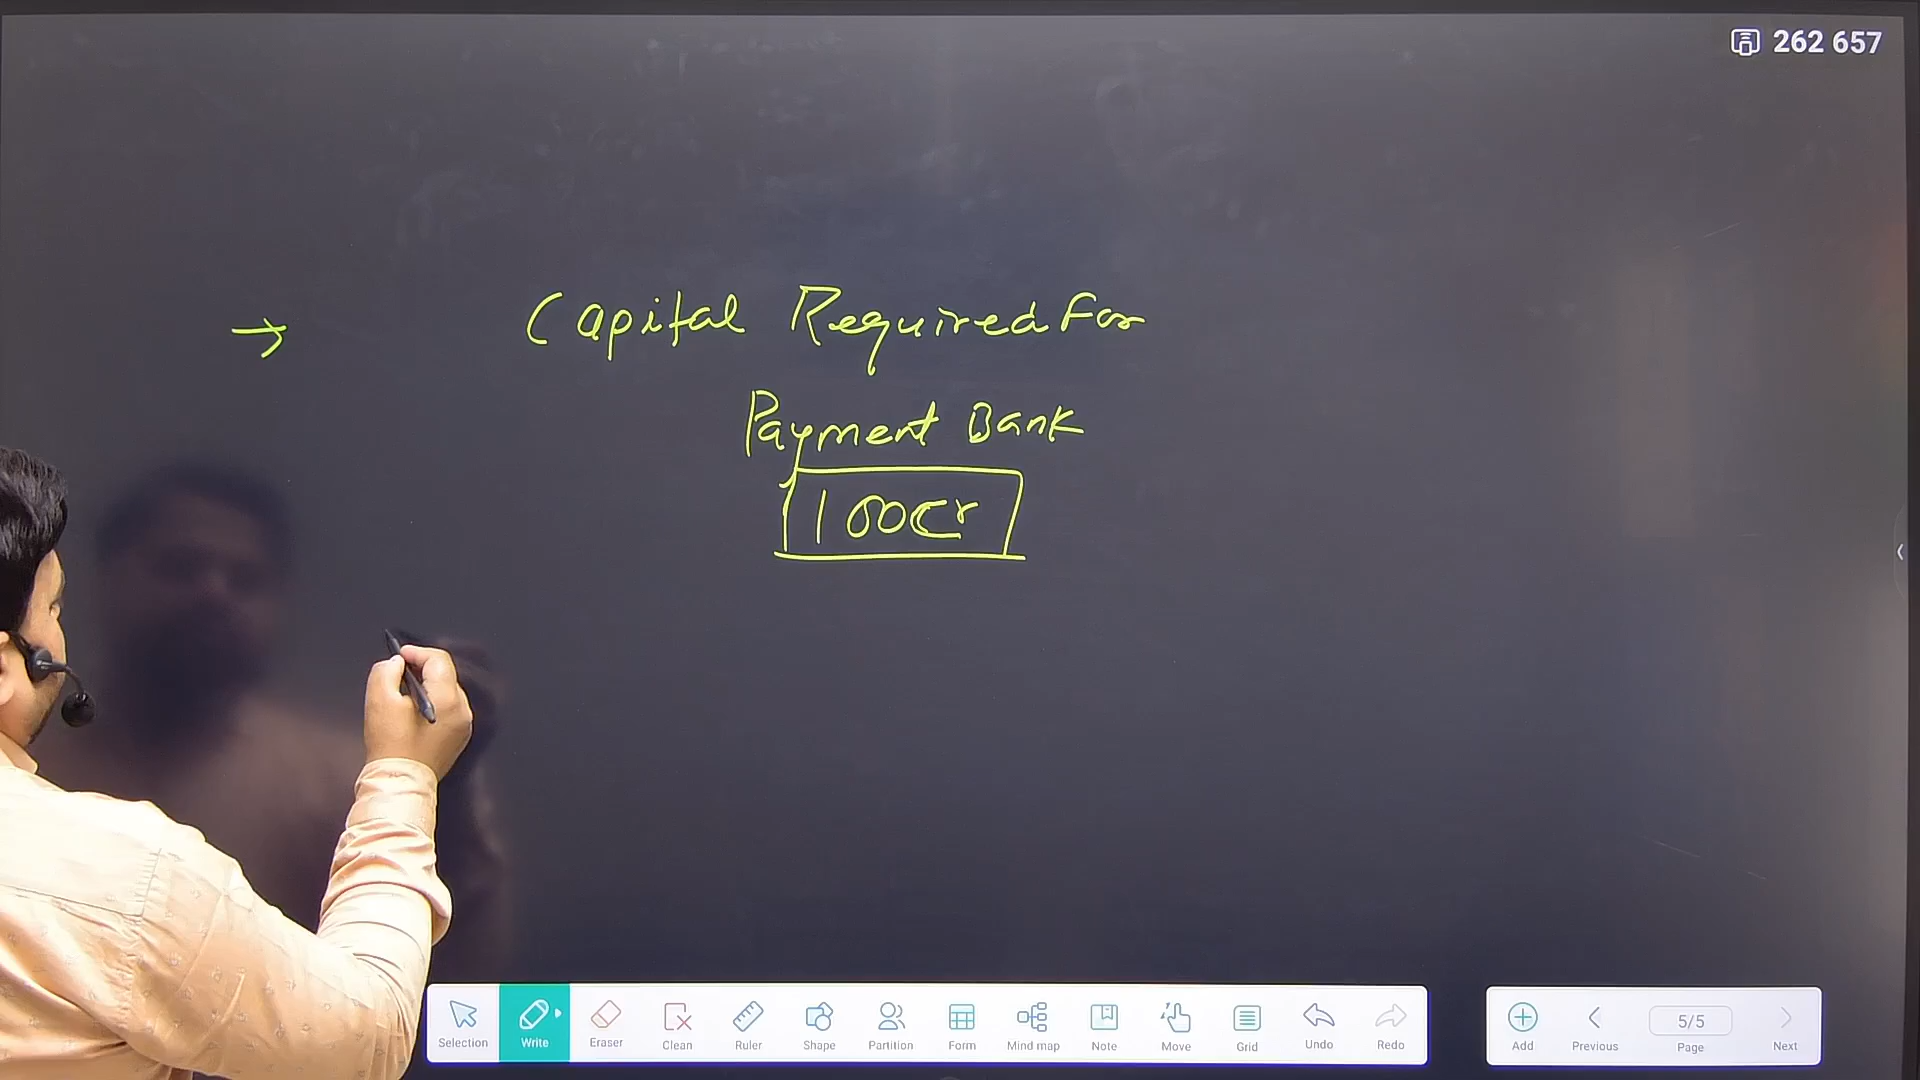 262 657
→ Capital Required For
Payment Bank
100Cr
Selection Write Eraser Clean Ruler Shape Partition Form Mind map Note Move Grid Undo Redo
Add Previous 5/5 Page Next